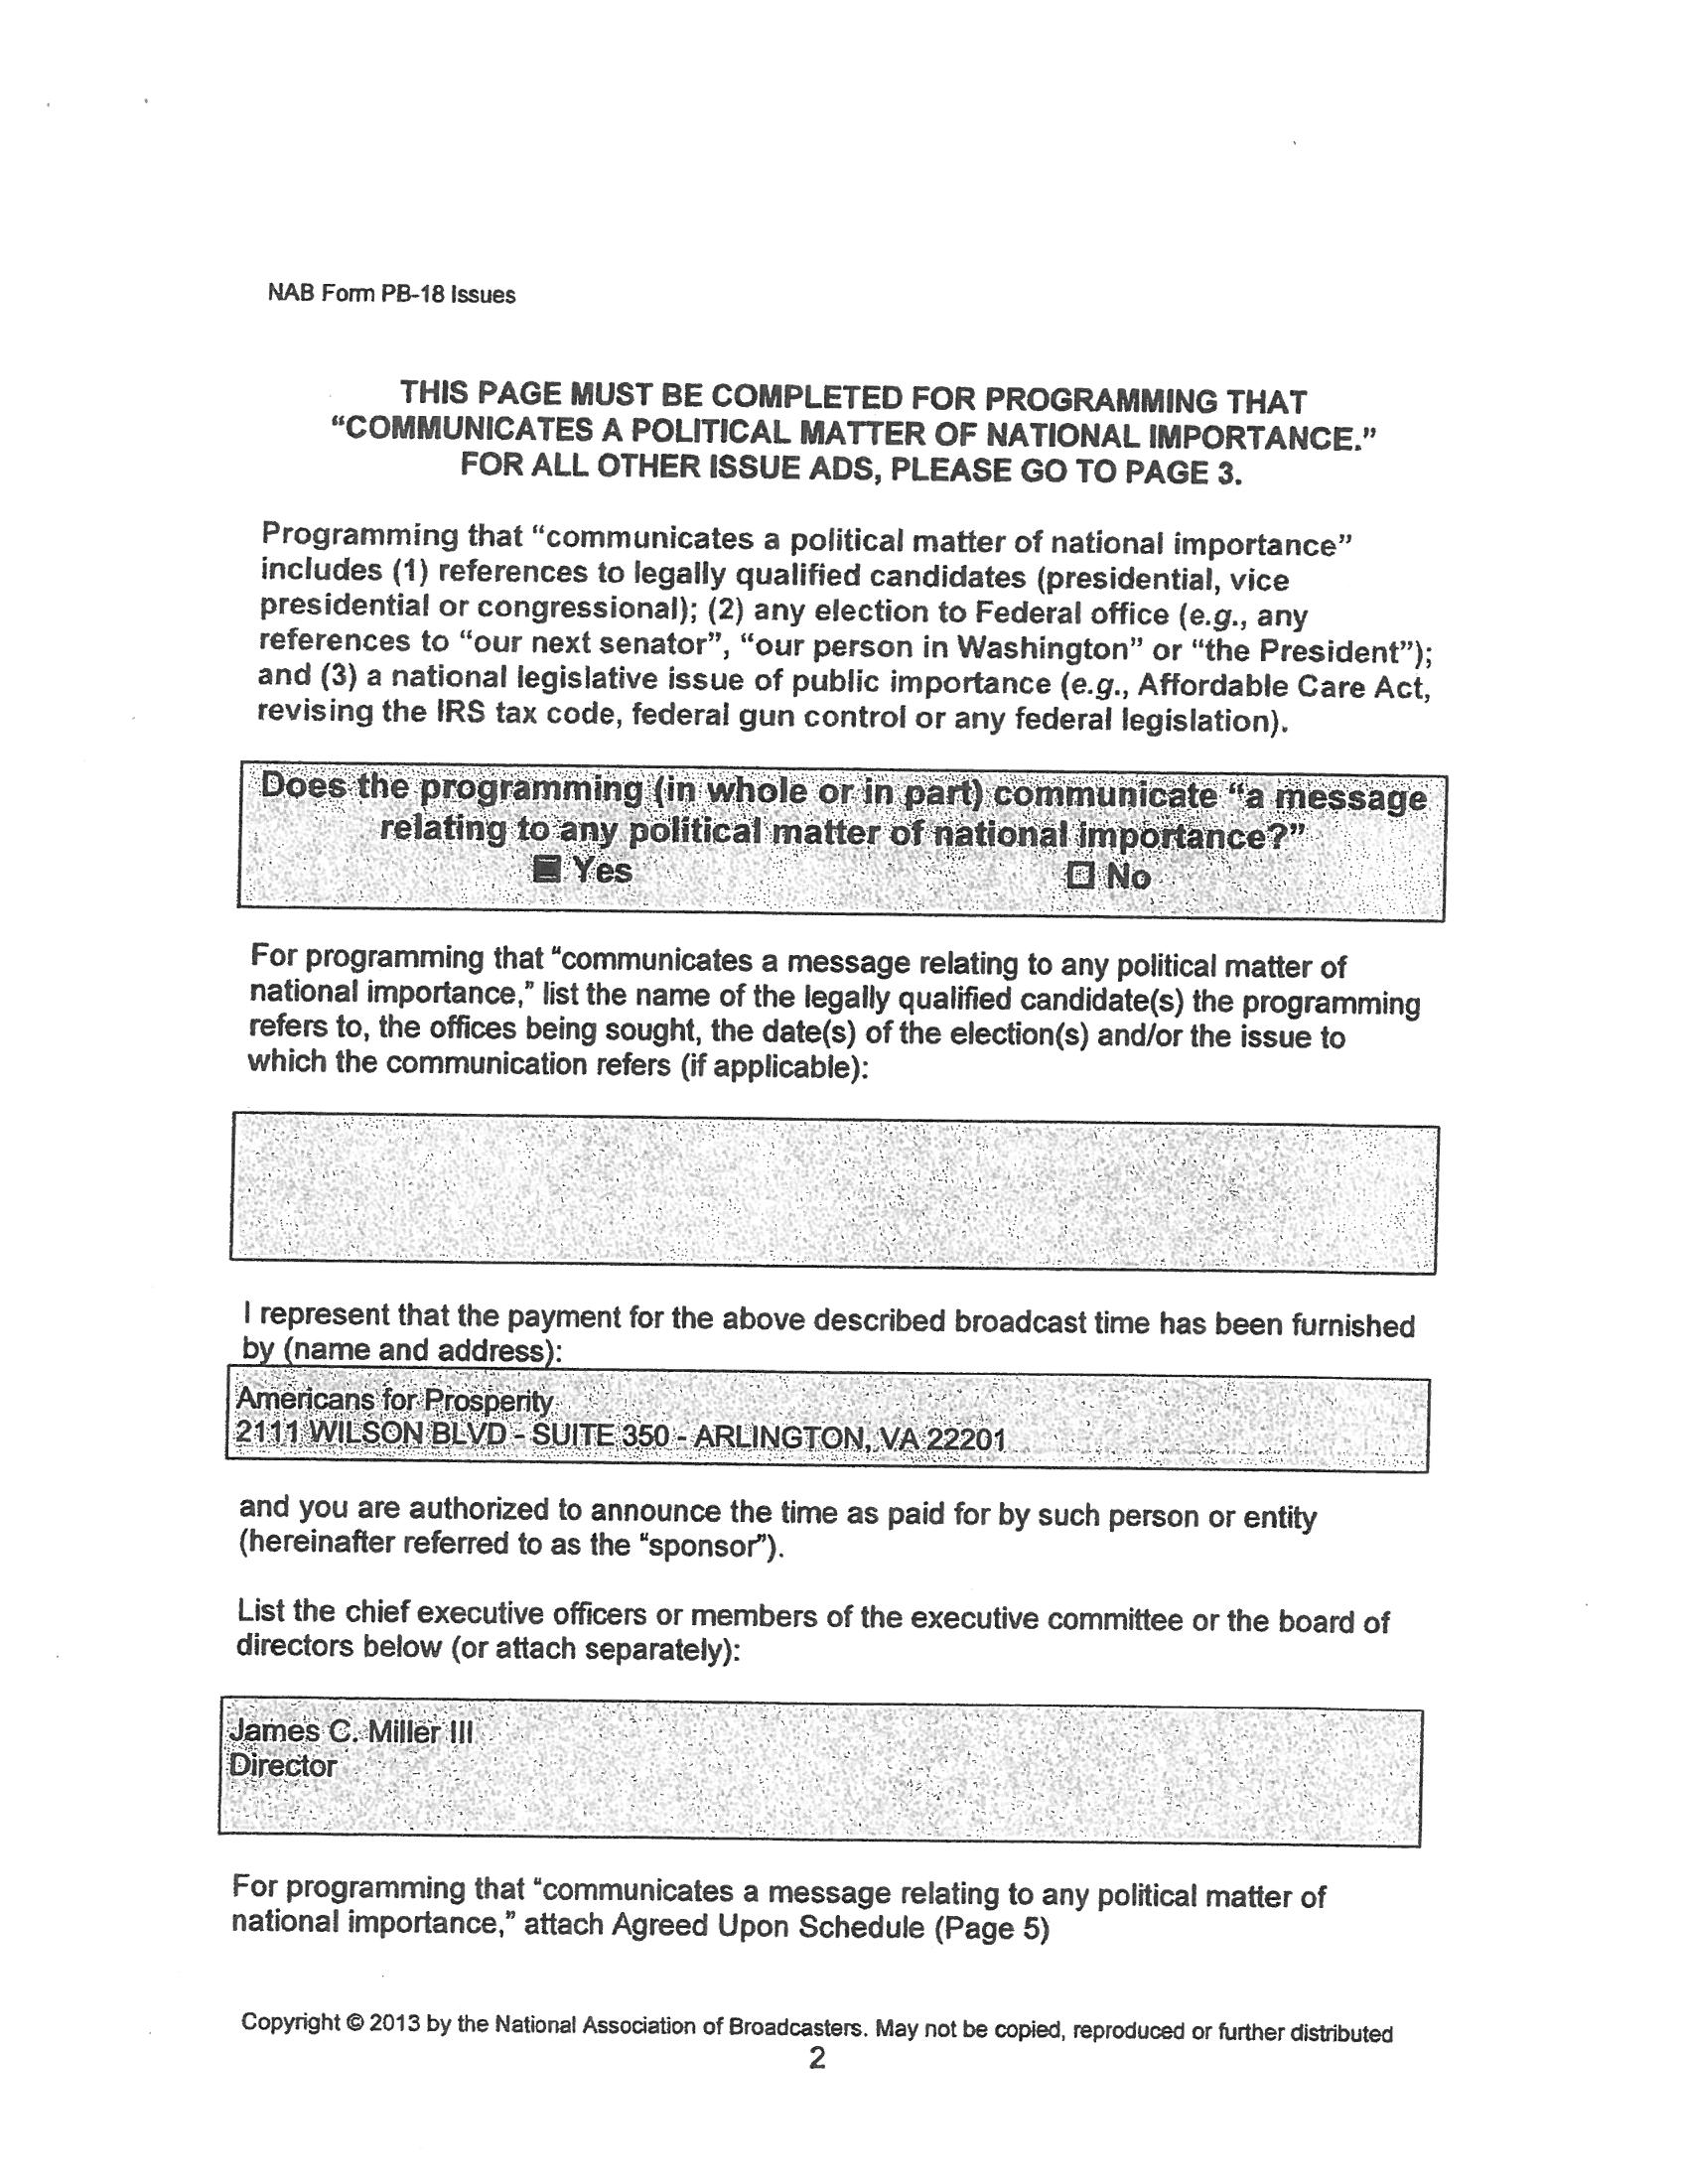 NAB Form PB-18 Issues
THIS PAGE MUST BE COMPLETED FOR PROGRAMMING THAT
“COMMUNICATES A POLITICAL MATTER OF NATIONAL IMPORTANCE.”
FOR ALL OTHER ISSUE ADS, PLEASE GO TO PAGE 3.
Programming that “communicates a political matter of national importance”
includes (1) references to legally qualified candidates (presidential, vice
presidential or congressional); (2) any election to Federal office (e.g., any
references to “our next senator”, “our person in Washington” or “the President”);
and (3) a national legislative issue of public importance (e.g., Affordable Care Act,
revising the IRS tax code, federal gun control or any federal legislation).
Does the programming (in whole or in part) communicate “a message
relating to any political matter of national importance?”
Yes No
For programming that “communicates a message relating to any political matter of
national importance,” list the name of the legally qualified candidate(s) the programming
refers to, the offices being sought, the date(s) of the election(s) and/or the issue to
which the communication refers (if applicable):
I represent that the payment for the above described broadcast time has been furnished
by (name and address):
Americans for Prosperity
2111 WILSON BLVD - SUITE 350 - ARLINGTON, VA 22201
and you are authorized to announce the time as paid for by such person or entity
(hereinafter referred to as the “sponsor”).
List the chief executive officers or members of the executive committee or the board of
directors below (or attach separately):
James C. Miller III
Director
For programming that “communicates a message relating to any political matter of
national importance,” attach Agreed Upon Schedule (Page 5)
Copyright © 2013 by the National Association of Broadcasters. May not be copied, reproduced or further distributed
2